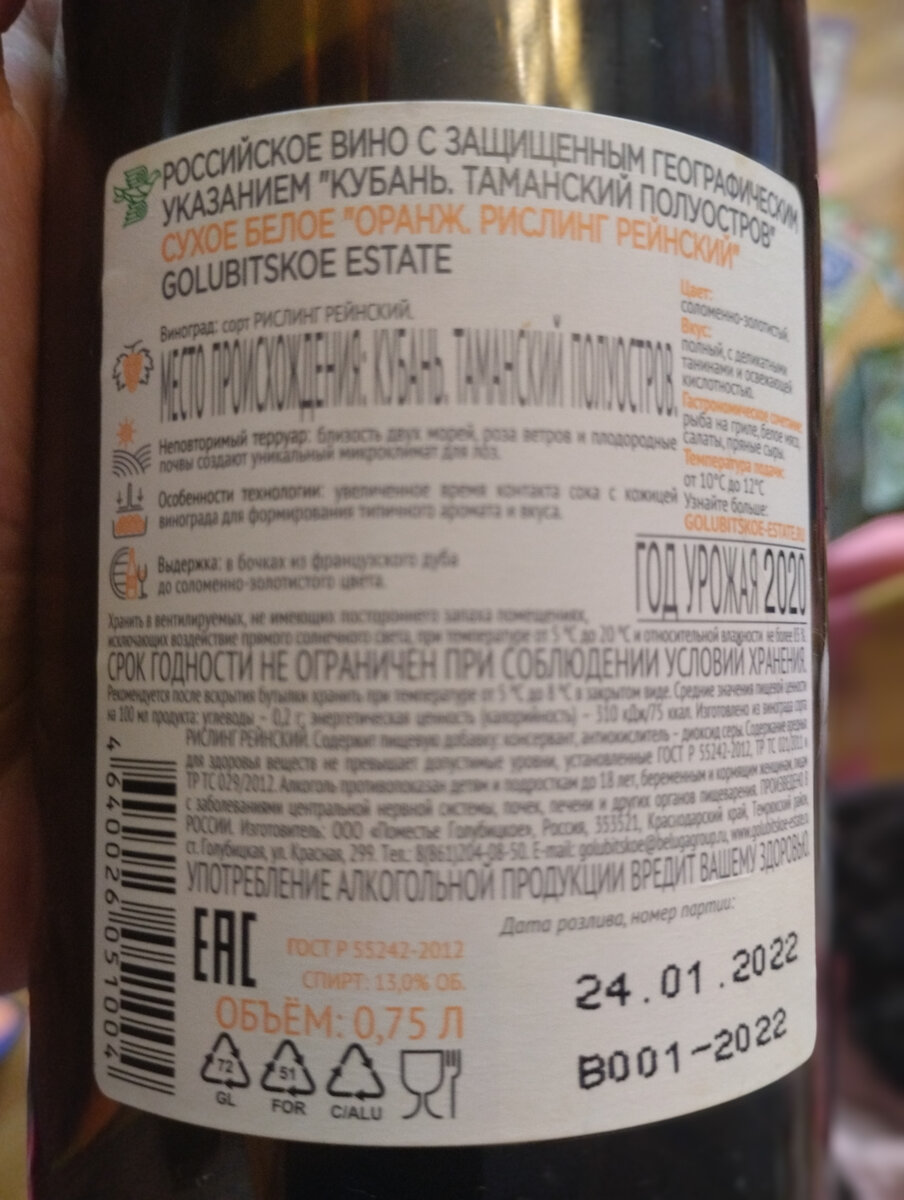 РОССИЙСКОЕ ВИНО С ЗАЩИЩЕННЫМ ГЕОГРАФИЧЕСКИМ
УКАЗАНИЕМ "КУБАНЬ. ТАМАНСКИЙ ПОЛУОСТРОВ"
СУХОЕ БЕЛОЕ "ОРАНЖ. РИСЛИНГ РЕЙНСКИЙ"
GOLUBITSKOE ESTATE
Виноград: сорт РИСЛИНГ РЕЙНСКИЙ.
МЕСТО ПРОИСХОЖДЕНИЯ: КУБАНЬ. ТАМАНСКИЙ ПОЛУОСТРОВ.
Неповторимый терруар: близость двух морей, роза ветров и плодородные
почвы создают уникальный микроклимат для лоз.
Особенности технологии: увеличенное время контакта сока с кожицей
винограда для формирования типичного аромата и вкуса.
Выдержка: в бочках из французского дуба
до соломенно-золотистого цвета.
Цвет:
соломенно-золотистый.
Вкус:
полный, с деликатными
танинами и освежающей
кислотностью.
Гастрономическое сочетание:
рыба на гриле, белое мясо,
салаты, пряные сыры.
Температура подачи:
от 10°C до 12°C
Узнайте больше:
GOLUBITSKOE-ESTATE.RU
ГОД УРОЖАЯ 2020
Хранить в вентилируемых, не имеющих постороннего запаха помещениях,
исключающих воздействие прямого солнечного света, при температуре от 5 °C до 20 °C и относительной влажности не более 85 %.
СРОК ГОДНОСТИ НЕ ОГРАНИЧЕН ПРИ СОБЛЮДЕНИИ УСЛОВИЙ ХРАНЕНИЯ.
Рекомендуется после вскрытия бутылки хранить при температуре от 5 °C до 8 °C в закрытом виде. Средние значения пищевой ценности
на 100 мл продукта: углеводы – 0,2 г; энергетическая ценность (калорийность) – 310 кДж/75 ккал. Изготовлено из винограда сорта
РИСЛИНГ РЕЙНСКИЙ. Содержит пищевую добавку: консервант, антиокислитель – диоксид серы. Содержание вредных
для здоровья веществ не превышает допустимые уровни, установленные ГОСТ Р 55242-2012, ТР ТС 021/2011 и
ТР ТС 029/2012. Алкоголь противопоказан детям и подросткам до 18 лет, беременным и кормящим женщинам, лицам
с заболеваниями центральной нервной системы, почек, печени и других органов пищеварения. ПРОИЗВЕДЕНО В
РОССИИ. Изготовитель: ООО «Поместье Голубицкое», Россия, 353521, Краснодарский край, Темрюкский район,
ст. Голубицкая, ул. Красная, 299. Тел.: 8(861)204-08-50. E-mail: golubitskoe@belugagroup.ru, www.golubitskoe-estate.ru
УПОТРЕБЛЕНИЕ АЛКОГОЛЬНОЙ ПРОДУКЦИИ ВРЕДИТ ВАШЕМУ ЗДОРОВЬЮ.
4 640026 051004
EAC
ГОСТ Р 55242-2012
СПИРТ: 13,0% ОБ.
ОБЪЁМ: 0,75 Л
Дата розлива, номер партии:
24.01.2022
B001-2022
72
GL
51
FOR
C/ALU